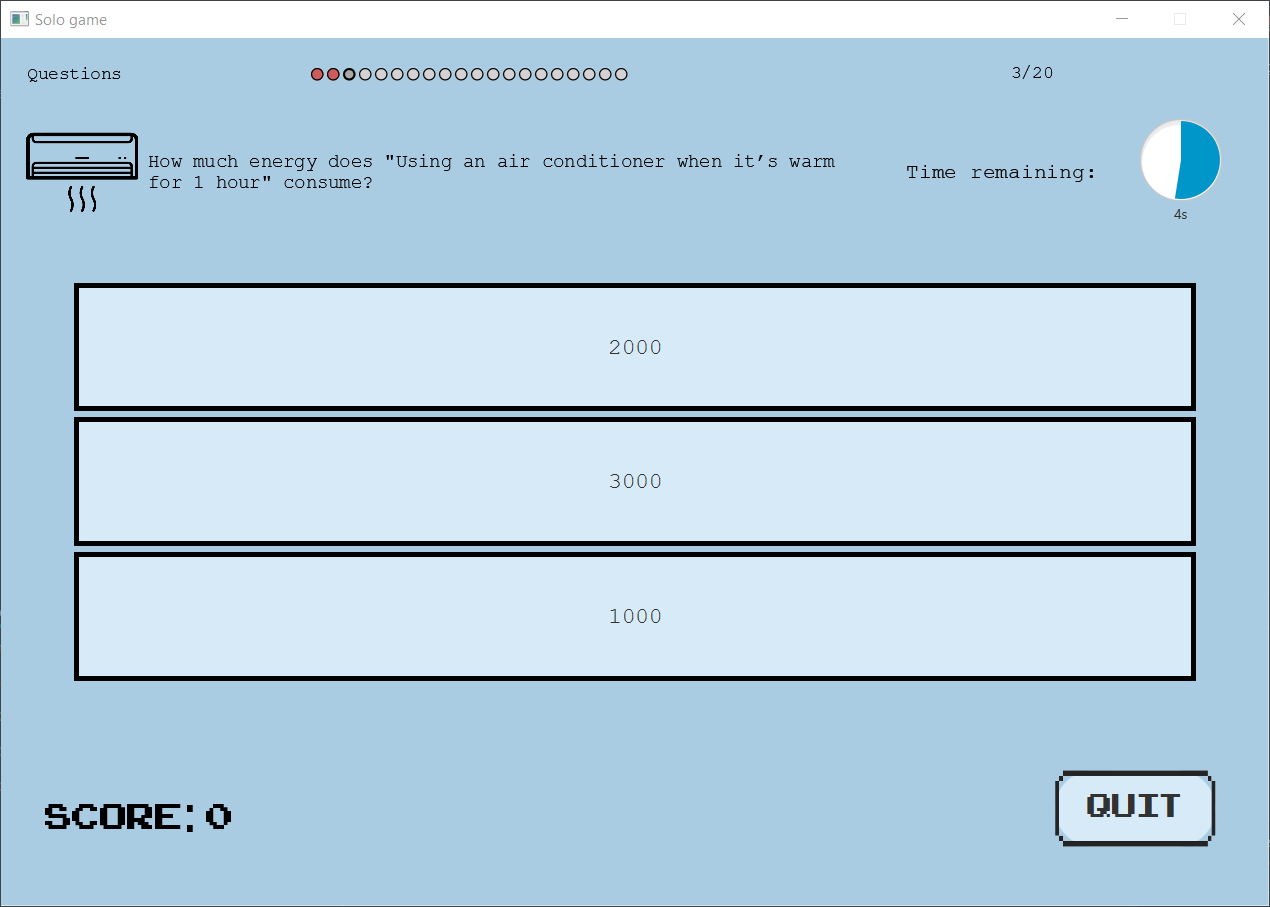 Solo game
Questions
3/20
How much energy does "Using an air conditioner when it’s warm
for 1 hour" consume?
Time remaining:
4s
2000
3000
1000
SCORE: 0
QUIT